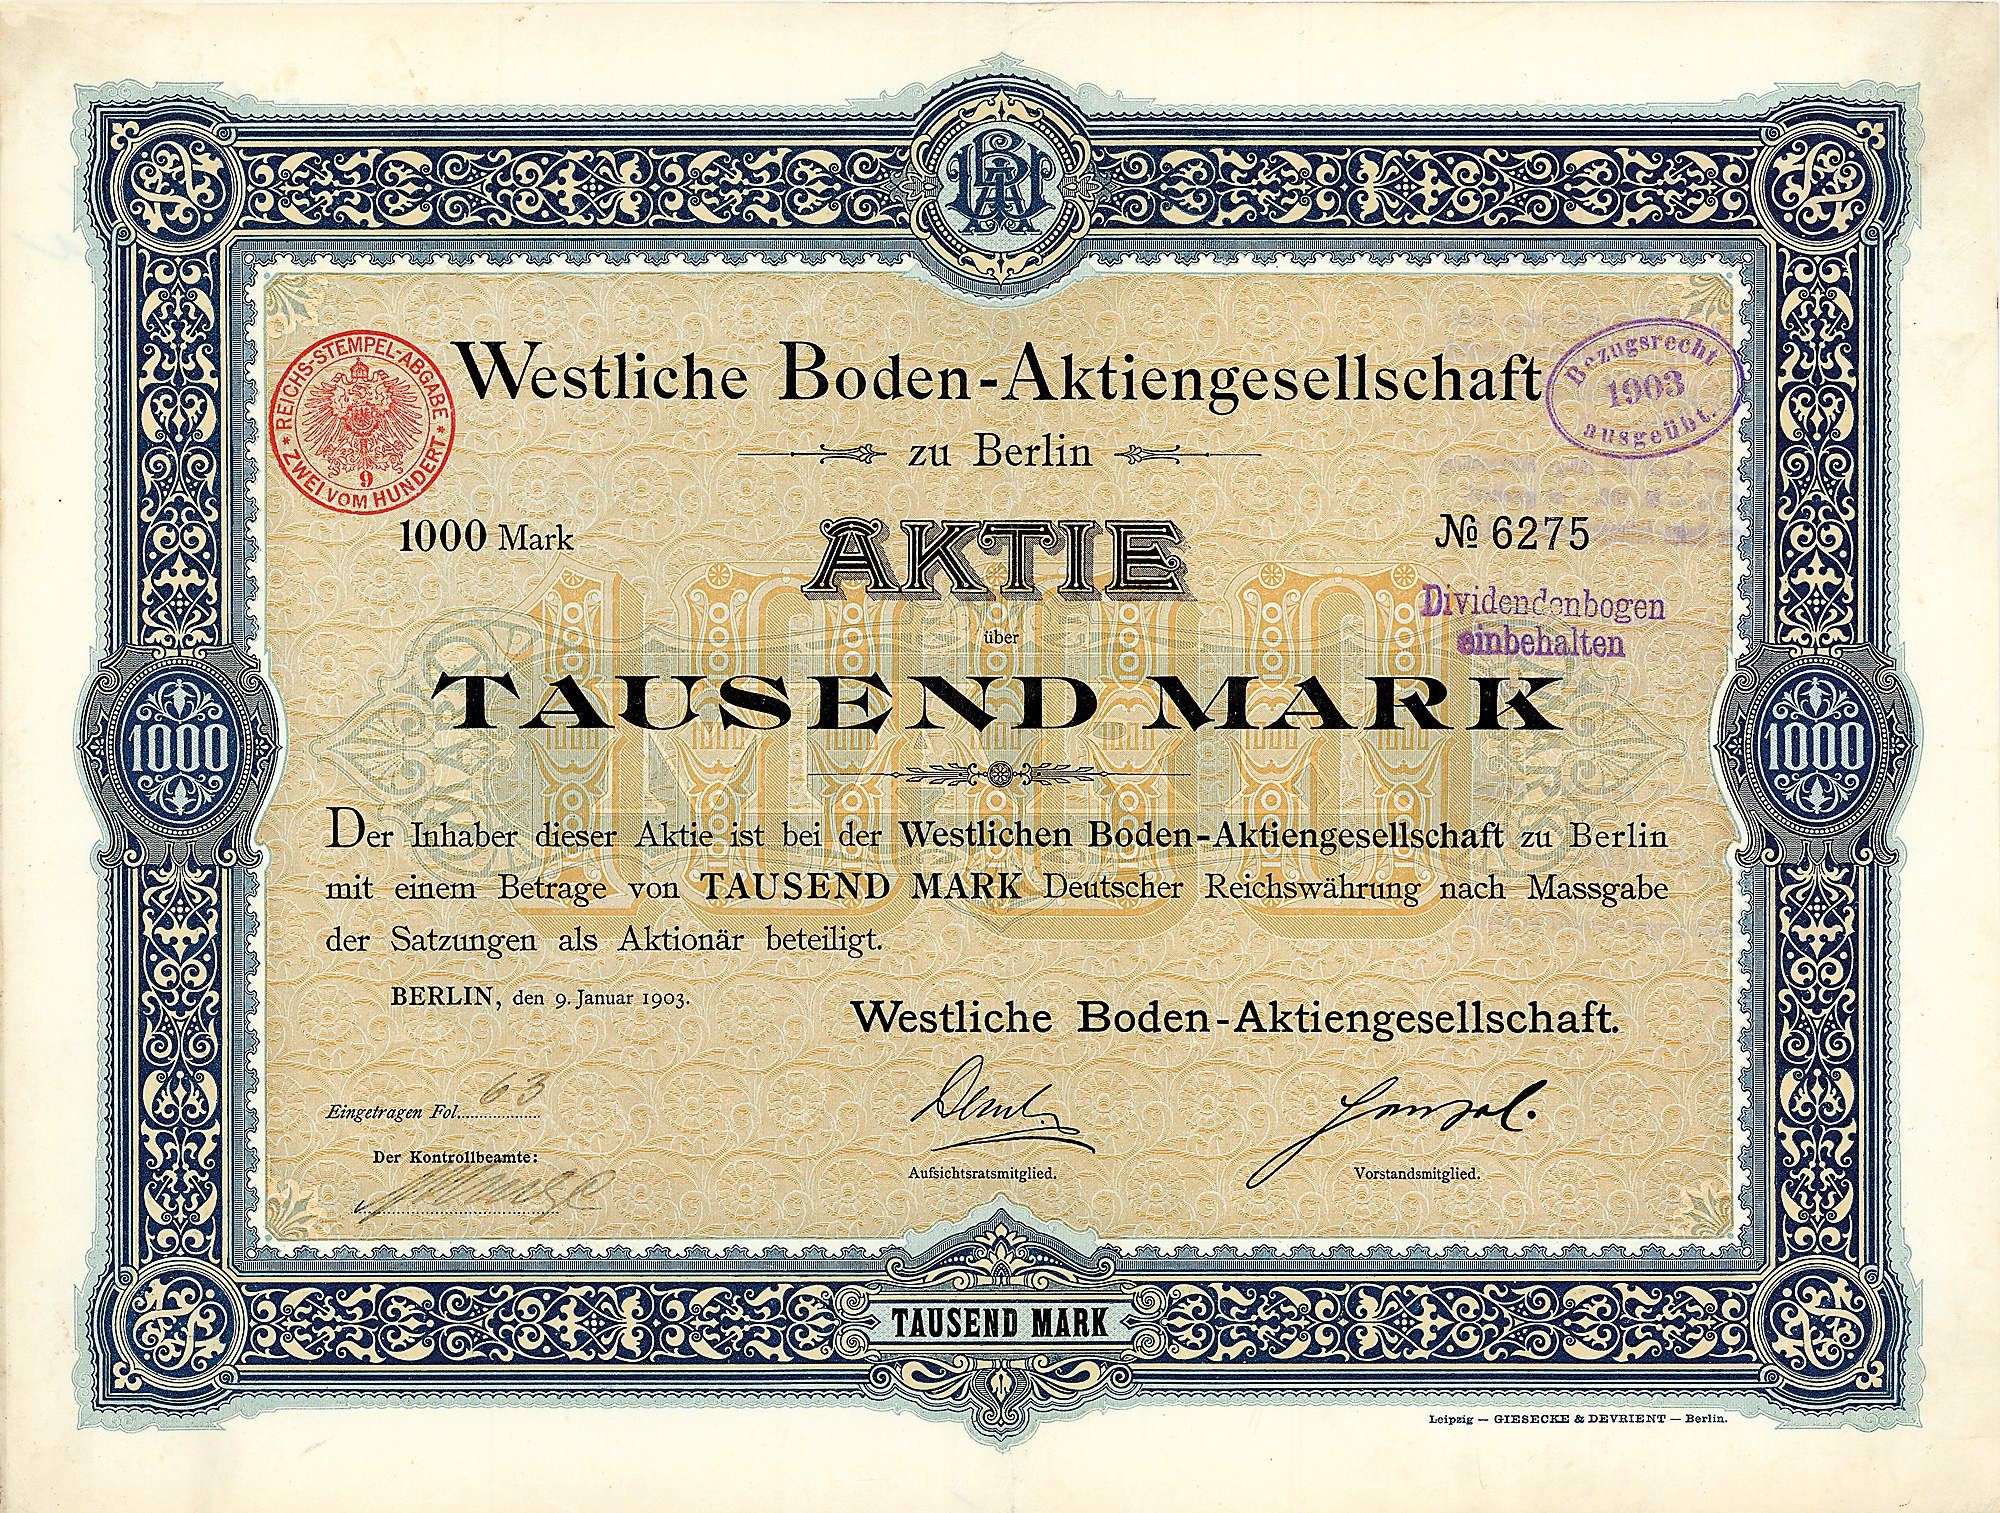 REICHS-STEMPEL-ABGABE
ZWEI VOM HUNDERT
9
Westliche Boden-Aktiengesellschaft
zu Berlin
Bezugsrecht
1903
ausgeübt.
1000 Mark
AKTIE
№ 6275
Dividendenbogen
einbehalten
über
TAUSEND MARK
1000
1000
1000
Der Inhaber dieser Aktie ist bei der Westlichen Boden-Aktiengesellschaft zu Berlin
mit einem Betrage von TAUSEND MARK Deutscher Reichswährung nach Massgabe
der Satzungen als Aktionär beteiligt.
BERLIN, den 9. Januar 1903.
Westliche Boden-Aktiengesellschaft.
Eingetragen Fol. 63
Der Kontrollbeamte:
Aufsichtsratsmitglied.
Vorstandsmitglied.
TAUSEND MARK
Leipzig — GIESECKE & DEVRIENT — Berlin.